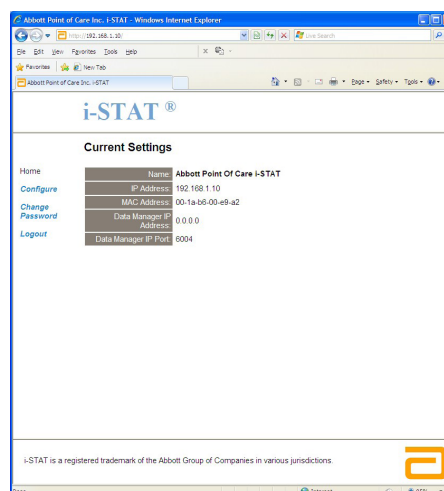 Abbott Point of Care Inc. i-STAT - Windows Internet Explorer
http://192.168.1.10/
Live Search
File Edit View Favorites Tools Help
Favorites New Tab
Abbott Point of Care Inc. i-STAT
Page Safety Tools
i-STAT ®
Current Settings
Home
Configure
Change
Password
Logout
Name: Abbott Point Of Care i-STAT
IP Address: 192.168.1.10
MAC Address: 00-1a-b6-00-e9-a2
Data Manager IP
Address: 0.0.0.0
Data Manager IP Port: 6004
i-STAT is a registered trademark of the Abbott Group of Companies in various jurisdictions.